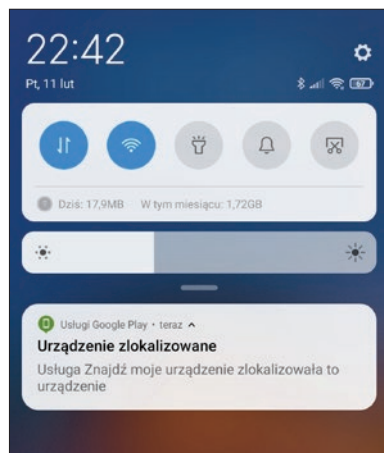 22:42
Pt, 11 lut
67
Dziś: 17,9MB W tym miesiącu: 1,72GB
Usługi Google Play • teraz
Urządzenie zlokalizowane
Usługa Znajdź moje urządzenie zlokalizowała to
urządzenie